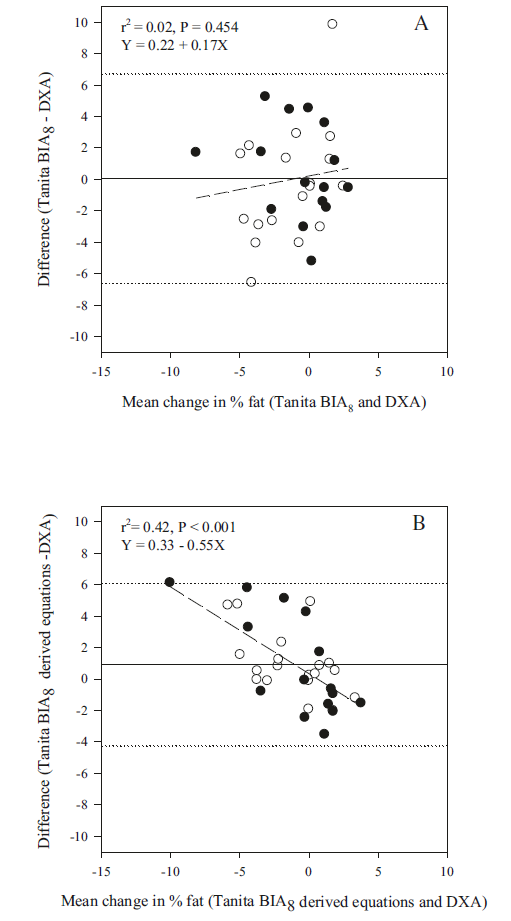 A
r² = 0.02, P = 0.454
Y = 0.22 + 0.17X
Difference (Tanita BIA₈ - DXA)
10
8
6
4
2
0
-2
-4
-6
-8
-10
-15 -10 -5 0 5 10
Mean change in % fat (Tanita BIA₈ and DXA)
B
r²= 0.42, P < 0.001
Y = 0.33 - 0.55X
Difference (Tanita BIA₈ derived equations -DXA)
10
8
6
4
2
0
-2
-4
-6
-8
-10
-15 -10 -5 0 5 10
Mean change in % fat (Tanita BIA₈ derived equations and DXA)